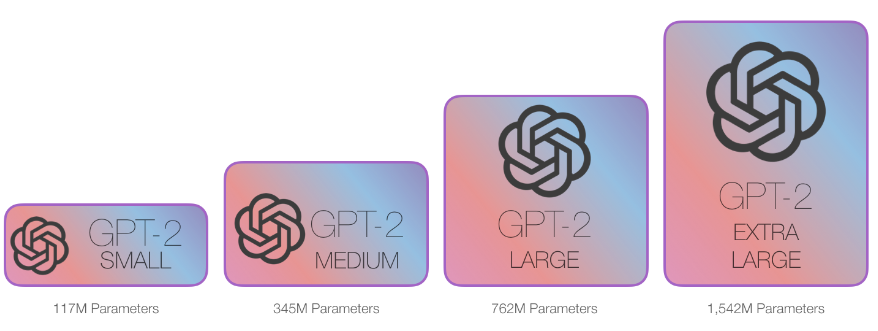 GPT-2
SMALL
117M Parameters
GPT-2
MEDIUM
345M Parameters
GPT-2
LARGE
762M Parameters
GPT-2
EXTRA
LARGE
1,542M Parameters